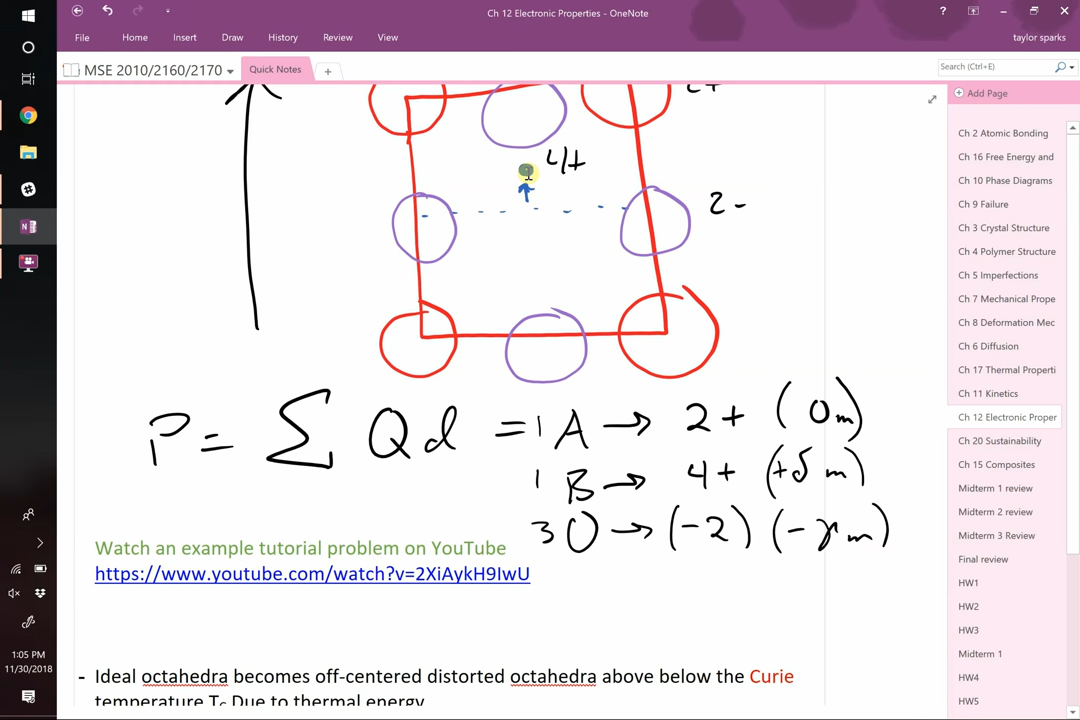 Ch 12 Electronic Properties - OneNote
?
File Home Insert Draw History Review View
taylor sparks
MSE 2010/2160/2170
Quick Notes
+
Search (Ctrl+E)
Add Page
Ch 2 Atomic Bonding
Ch 16 Free Energy and
Ch 10 Phase Diagrams
Ch 9 Failure
Ch 3 Crystal Structure
Ch 4 Polymer Structure
Ch 5 Imperfections
Ch 7 Mechanical Prope
Ch 8 Deformation Mec
Ch 6 Diffusion
Ch 17 Thermal Properti
Ch 11 Kinetics
Ch 12 Electronic Proper
Ch 20 Sustainability
Ch 15 Composites
Midterm 1 review
Midterm 2 review
Midterm 3 Review
Final review
HW1
HW2
HW3
Midterm 1
HW4
HW5
2+
4+
2-
P = Σ Qd = 1 A → 2+ (0m)
1 B → 4+ (+δ m)
3 O → (-2) (-γ m)
Watch an example tutorial problem on YouTube
https://www.youtube.com/watch?v=2XiAykH9IwU
- Ideal octahedra becomes off-centered distorted octahedra above below the Curie
temperature Tc Due to thermal energy
1:05 PM
11/30/2018